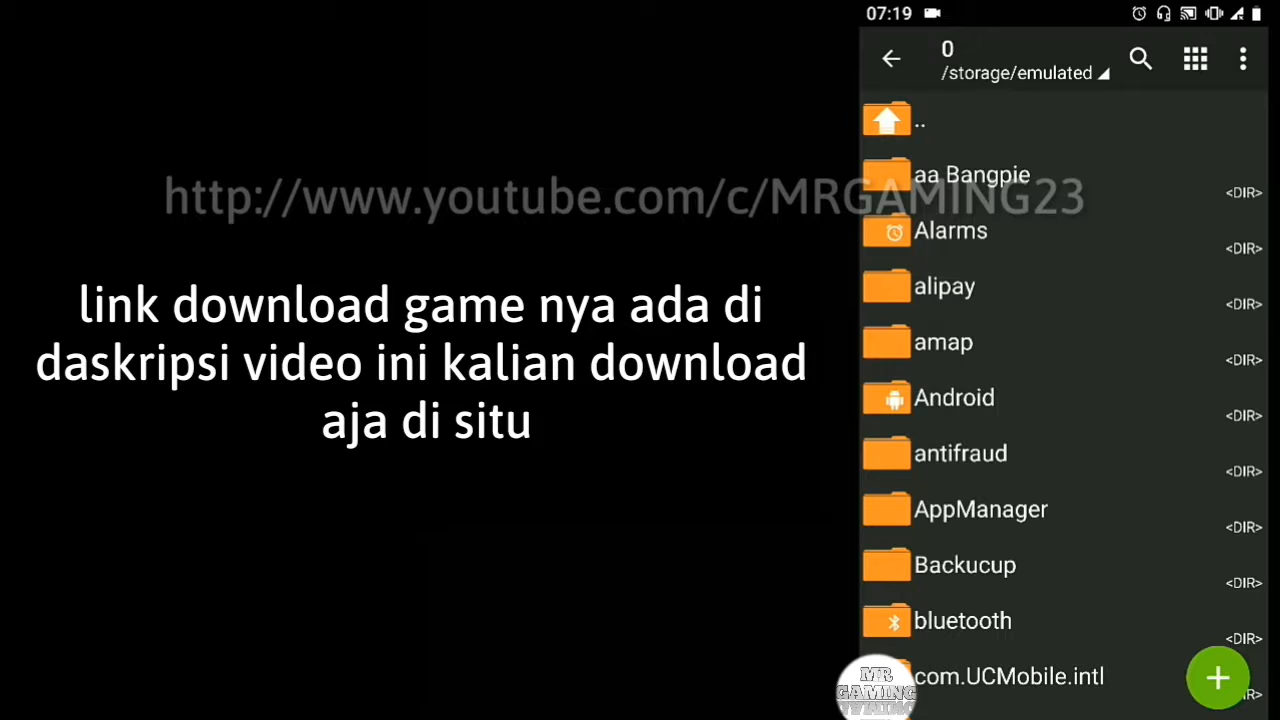 07:19
0
/storage/emulated
..
aa Bangpie
<DIR>
http://www.youtube.com/c/MRGAMING23
Alarms
<DIR>
link download game nya ada di
daskripsi video ini kalian download
aja di situ
alipay
<DIR>
amap
<DIR>
Android
<DIR>
antifraud
<DIR>
AppManager
<DIR>
Backucup
<DIR>
bluetooth
<DIR>
com.UCMobile.intl
MR
GAMING